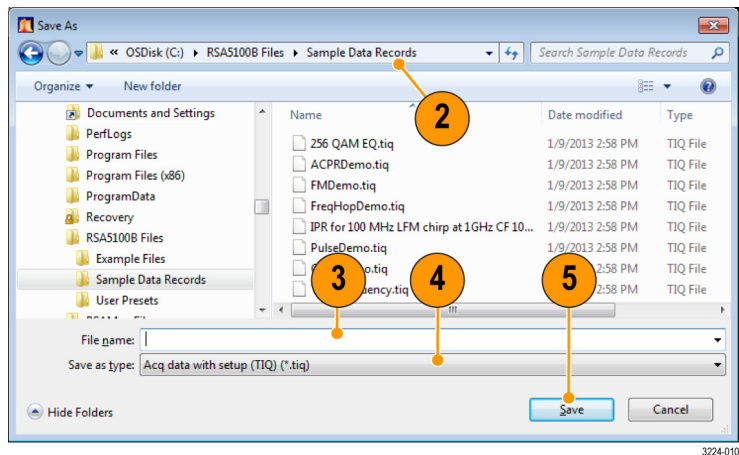 Save As
« OSDisk (C:) ▸ RSA5100B Files ▸ Sample Data Records
Search Sample Data Records
Organize
New folder
2
Documents and Settings
PerfLogs
Program Files
Program Files (x86)
ProgramData
Recovery
RSA5100B Files
Example Files
Sample Data Records
User Presets
Name
Date modified
Type
256 QAM EQ.tiq
1/9/2013 2:58 PM
TIQ File
ACPRDemo.tiq
1/9/2013 2:58 PM
TIQ File
FMDemo.tiq
1/9/2013 2:58 PM
TIQ File
FreqHopDemo.tiq
1/9/2013 2:58 PM
TIQ File
IPR for 100 MHz LFM chirp at 1GHz CF 10...
1/9/2013 2:58 PM
TIQ File
PulseDemo.tiq
1/9/2013 2:58 PM
TIQ File
o.tiq
2:58 PM
TIQ File
ency.tiq
2:58 PM
TIQ File
3
4
5
File name:
Save as type: Acq data with setup (TIQ) (*.tiq)
Hide Folders
Save
Cancel
3224-010